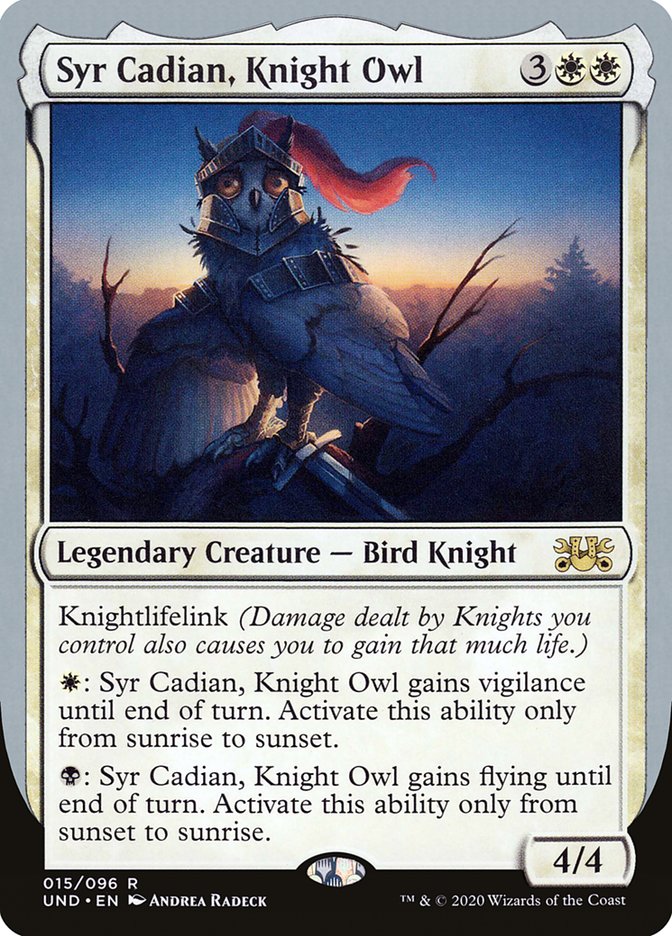 Syr Cadian, Knight Owl 3
Legendary Creature — Bird Knight
Knightlifelink (Damage dealt by Knights you
control also causes you to gain that much life.)
: Syr Cadian, Knight Owl gains vigilance
until end of turn. Activate this ability only
from sunrise to sunset.
: Syr Cadian, Knight Owl gains flying until
end of turn. Activate this ability only from
sunset to sunrise.
4/4
015/096 R
UND • EN Andrea Radeck
™ & © 2020 Wizards of the Coast